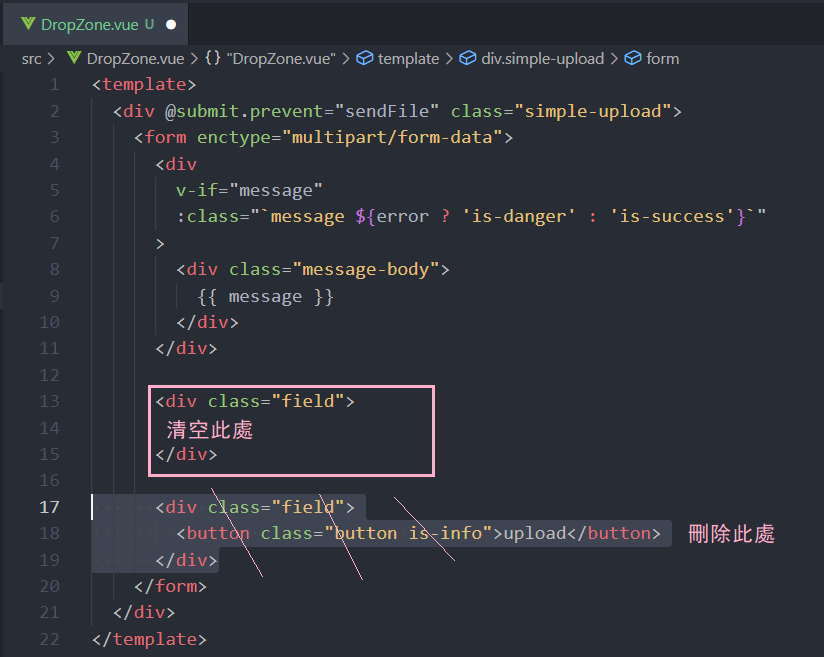 DropZone.vue U
src > DropZone.vue > {} "DropZone.vue" > template > div.simple-upload > form
1 <template>
2 <div @submit.prevent="sendFile" class="simple-upload">
3 <form enctype="multipart/form-data">
4 <div
5 v-if="message"
6 :class="`message ${error ? 'is-danger' : 'is-success'}`"
7 >
8 <div class="message-body">
9 {{ message }}
10 </div>
11 </div>
12
13 <div class="field">
14 清空此處
15 </div>
16
17 <div class="field">
18 <button class="button is-info">upload</button> 刪除此處
19 </div>
20 </form>
21 </div>
22 </template>